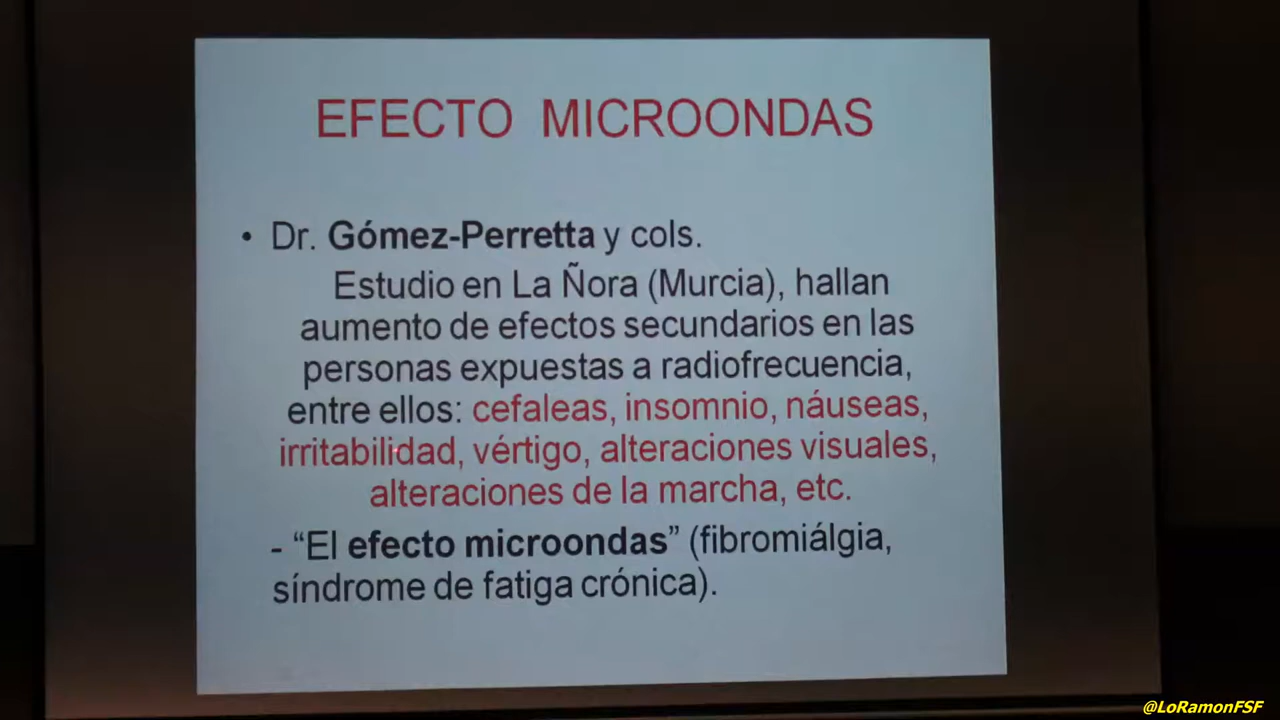 EFECTO MICROONDAS
• Dr. Gómez-Perretta y cols.
Estudio en La Ñora (Murcia), hallan
aumento de efectos secundarios en las
personas expuestas a radiofrecuencia,
entre ellos: cefaleas, insomnio, náuseas,
irritabilidad, vértigo, alteraciones visuales,
alteraciones de la marcha, etc.
- “El efecto microondas” (fibromiálgia,
síndrome de fatiga crónica).
@LoRamonFSF